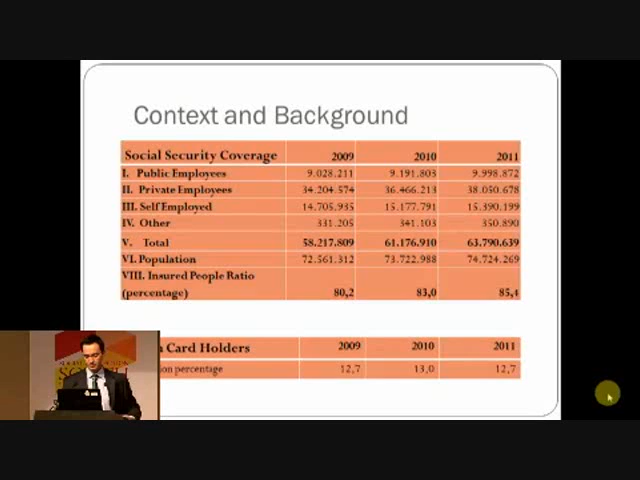 Context and Background
Social Security Coverage 2009 2010 2011
I. Public Employees 9.028.211 9.191.803 9.998.872
II. Private Employees 34.204.574 36.466.213 38.050.678
III. Self Employed 14.705.935 15.177.791 15.390.199
IV. Other 331.205 341.103 350.890
V. Total 58.217.809 61.176.910 63.790.639
VI. Population 72.561.312 73.722.988 74.724.269
VIII. Insured People Ratio
(percentage) 80,2 83,0 85,4
Card Holders 2009 2010 2011
percentage 12,7 13,0 12,7